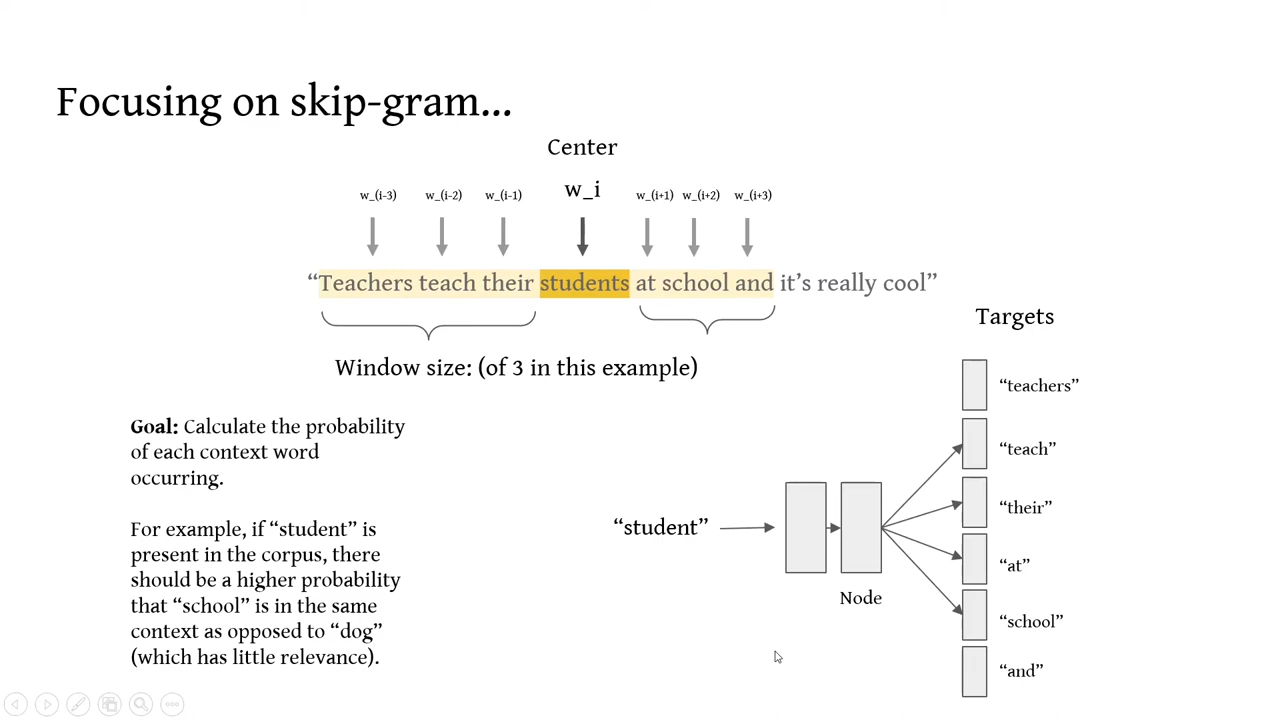 Focusing on skip-gram...
Center
w_(i-3) w_(i-2) w_(i-1) w_i w_(i+1) w_(i+2) w_(i+3)
“Teachers teach their students at school and it’s really cool”
Window size: (of 3 in this example)
Goal: Calculate the probability
of each context word
occurring.
For example, if “student” is
present in the corpus, there
should be a higher probability
that “school” is in the same
context as opposed to “dog”
(which has little relevance).
“student”
Node
Targets
“teachers”
“teach”
“their”
“at”
“school”
“and”